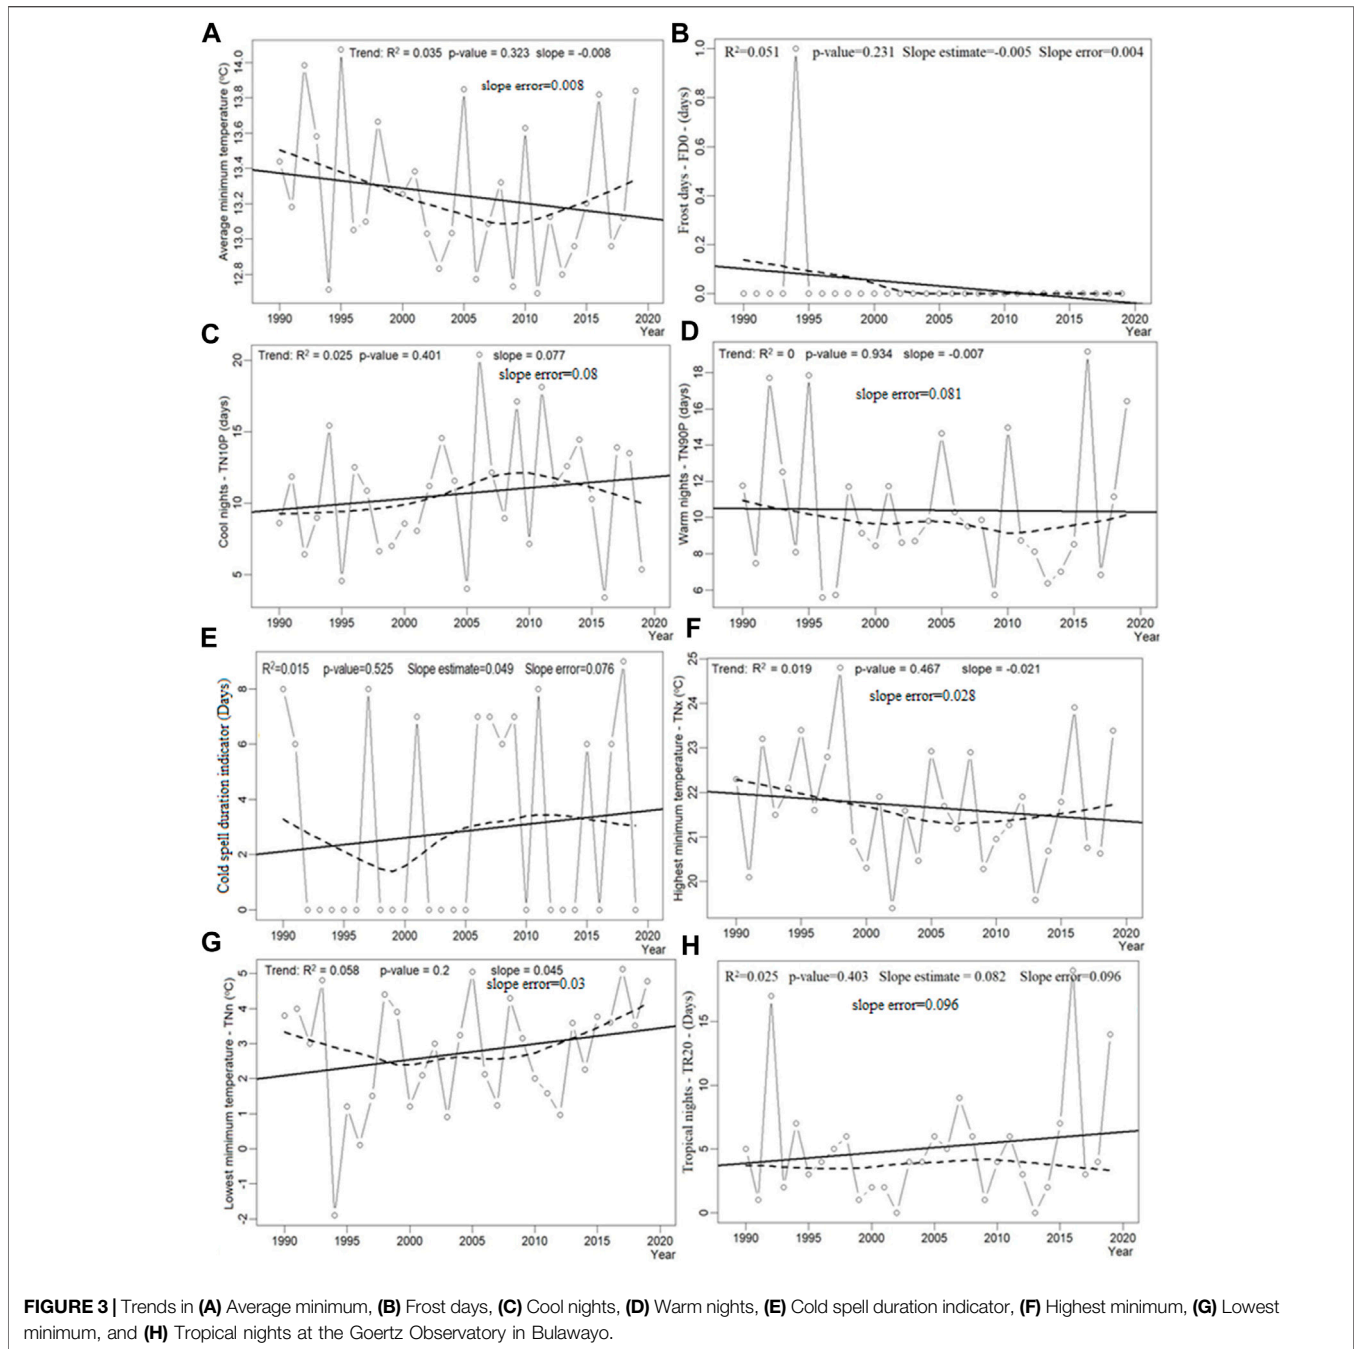 A
Trend: R² = 0.035 p-value = 0.323 slope = -0.008
slope error=0.008
Average minimum temperature (°C)
12.8 13.0 13.2 13.4 13.6 13.8 14.0
1990 1995 2000 2005 2010 2015 2020
Year
B
R²=0.051 p-value=0.231 Slope estimate=-0.005 Slope error=0.004
Frost days - FD0 - (days)
0.0 0.2 0.4 0.6 0.8 1.0
1990 1995 2000 2005 2010 2015 2020
Year
C
Trend: R² = 0.025 p-value = 0.401 slope = 0.077
slope error=0.08
Cool nights - TN10P (days)
5 10 15 20
1990 1995 2000 2005 2010 2015 2020
Year
D
Trend: R² = 0 p-value = 0.934 slope = -0.007
slope error=0.081
Warm nights - TN90P (days)
6 8 10 12 14 16 18
1990 1995 2000 2005 2010 2015 2020
Year
E
R²=0.015 p-value=0.525 Slope estimate=0.049 Slope error=0.076
Cold spell duration indicator (Days)
0 2 4 6 8
1990 1995 2000 2005 2010 2015 2020
Year
F
Trend: R² = 0.019 p-value = 0.467 slope = -0.021
slope error=0.028
Highest minimum temperature - TNx (°C)
20 21 22 23 24 25
1990 1995 2000 2005 2010 2015 2020
Year
G
Trend: R² = 0.058 p-value = 0.2 slope = 0.045
slope error=0.03
Lowest minimum temperature - TNn (°C)
-2 -1 0 1 2 3 4 5
1990 1995 2000 2005 2010 2015 2020
Year
H
R²=0.025 p-value=0.403 Slope estimate = 0.082 Slope error=0.096
slope error=0.096
Tropical nights - TR20 - (Days)
0 5 10 15
1990 1995 2000 2005 2010 2015 2020
Year
FIGURE 3 | Trends in (A) Average minimum, (B) Frost days, (C) Cool nights, (D) Warm nights, (E) Cold spell duration indicator, (F) Highest minimum, (G) Lowest
minimum, and (H) Tropical nights at the Goertz Observatory in Bulawayo.